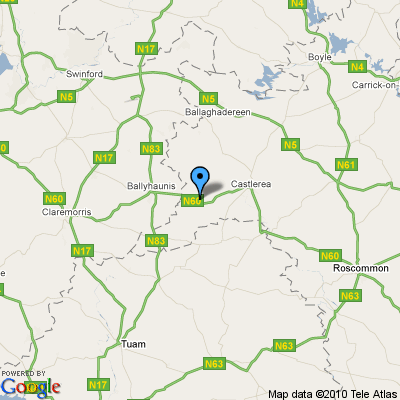 N4
N17
Boyle
Swinford
N4
Carrick-on
N5
N5
Ballaghadereen
N83
N5
N17
N61
Ballyhaunis
Castlerea
N60
N60
Claremorris
N83
N17
N60
Roscommon
N63
Tuam
N63
N63
POWERED BY
Google
N17
Map data ©2010 Tele Atlas